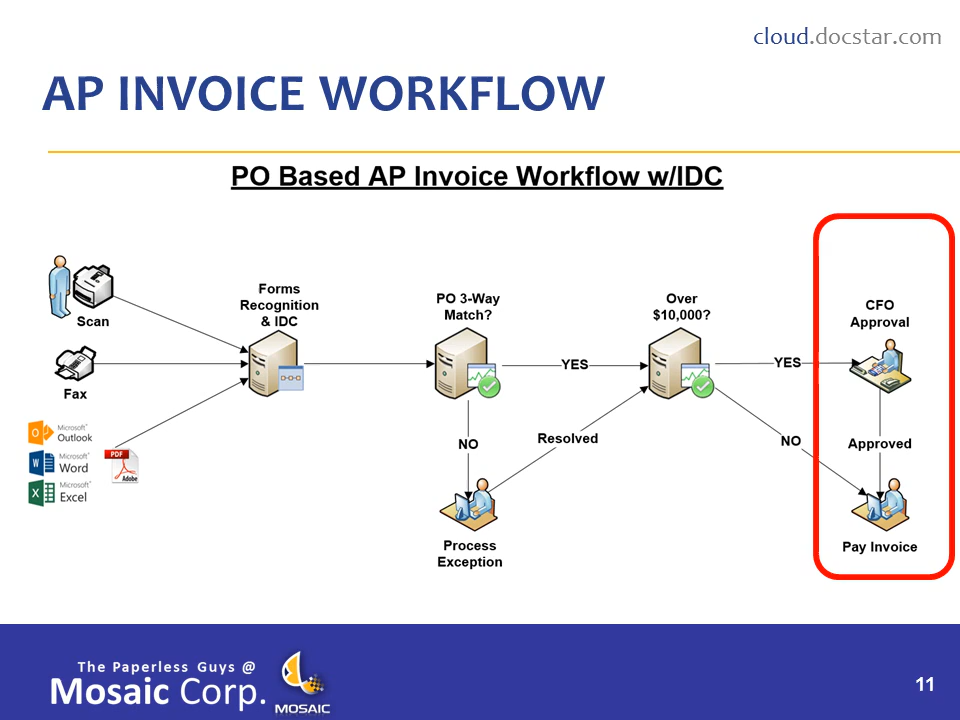 cloud.docstar.com
AP INVOICE WORKFLOW
PO Based AP Invoice Workflow w/IDC
Scan
Fax
Microsoft
Outlook
Microsoft
Word
Microsoft
Excel
PDF
Adobe
Forms
Recognition
& IDC
PO 3-Way
Match?
YES
NO
Resolved
Process
Exception
Over
$10,000?
YES
NO
CFO
Approval
Approved
Pay Invoice
The Paperless Guys @
Mosaic Corp.
MOSAIC
11